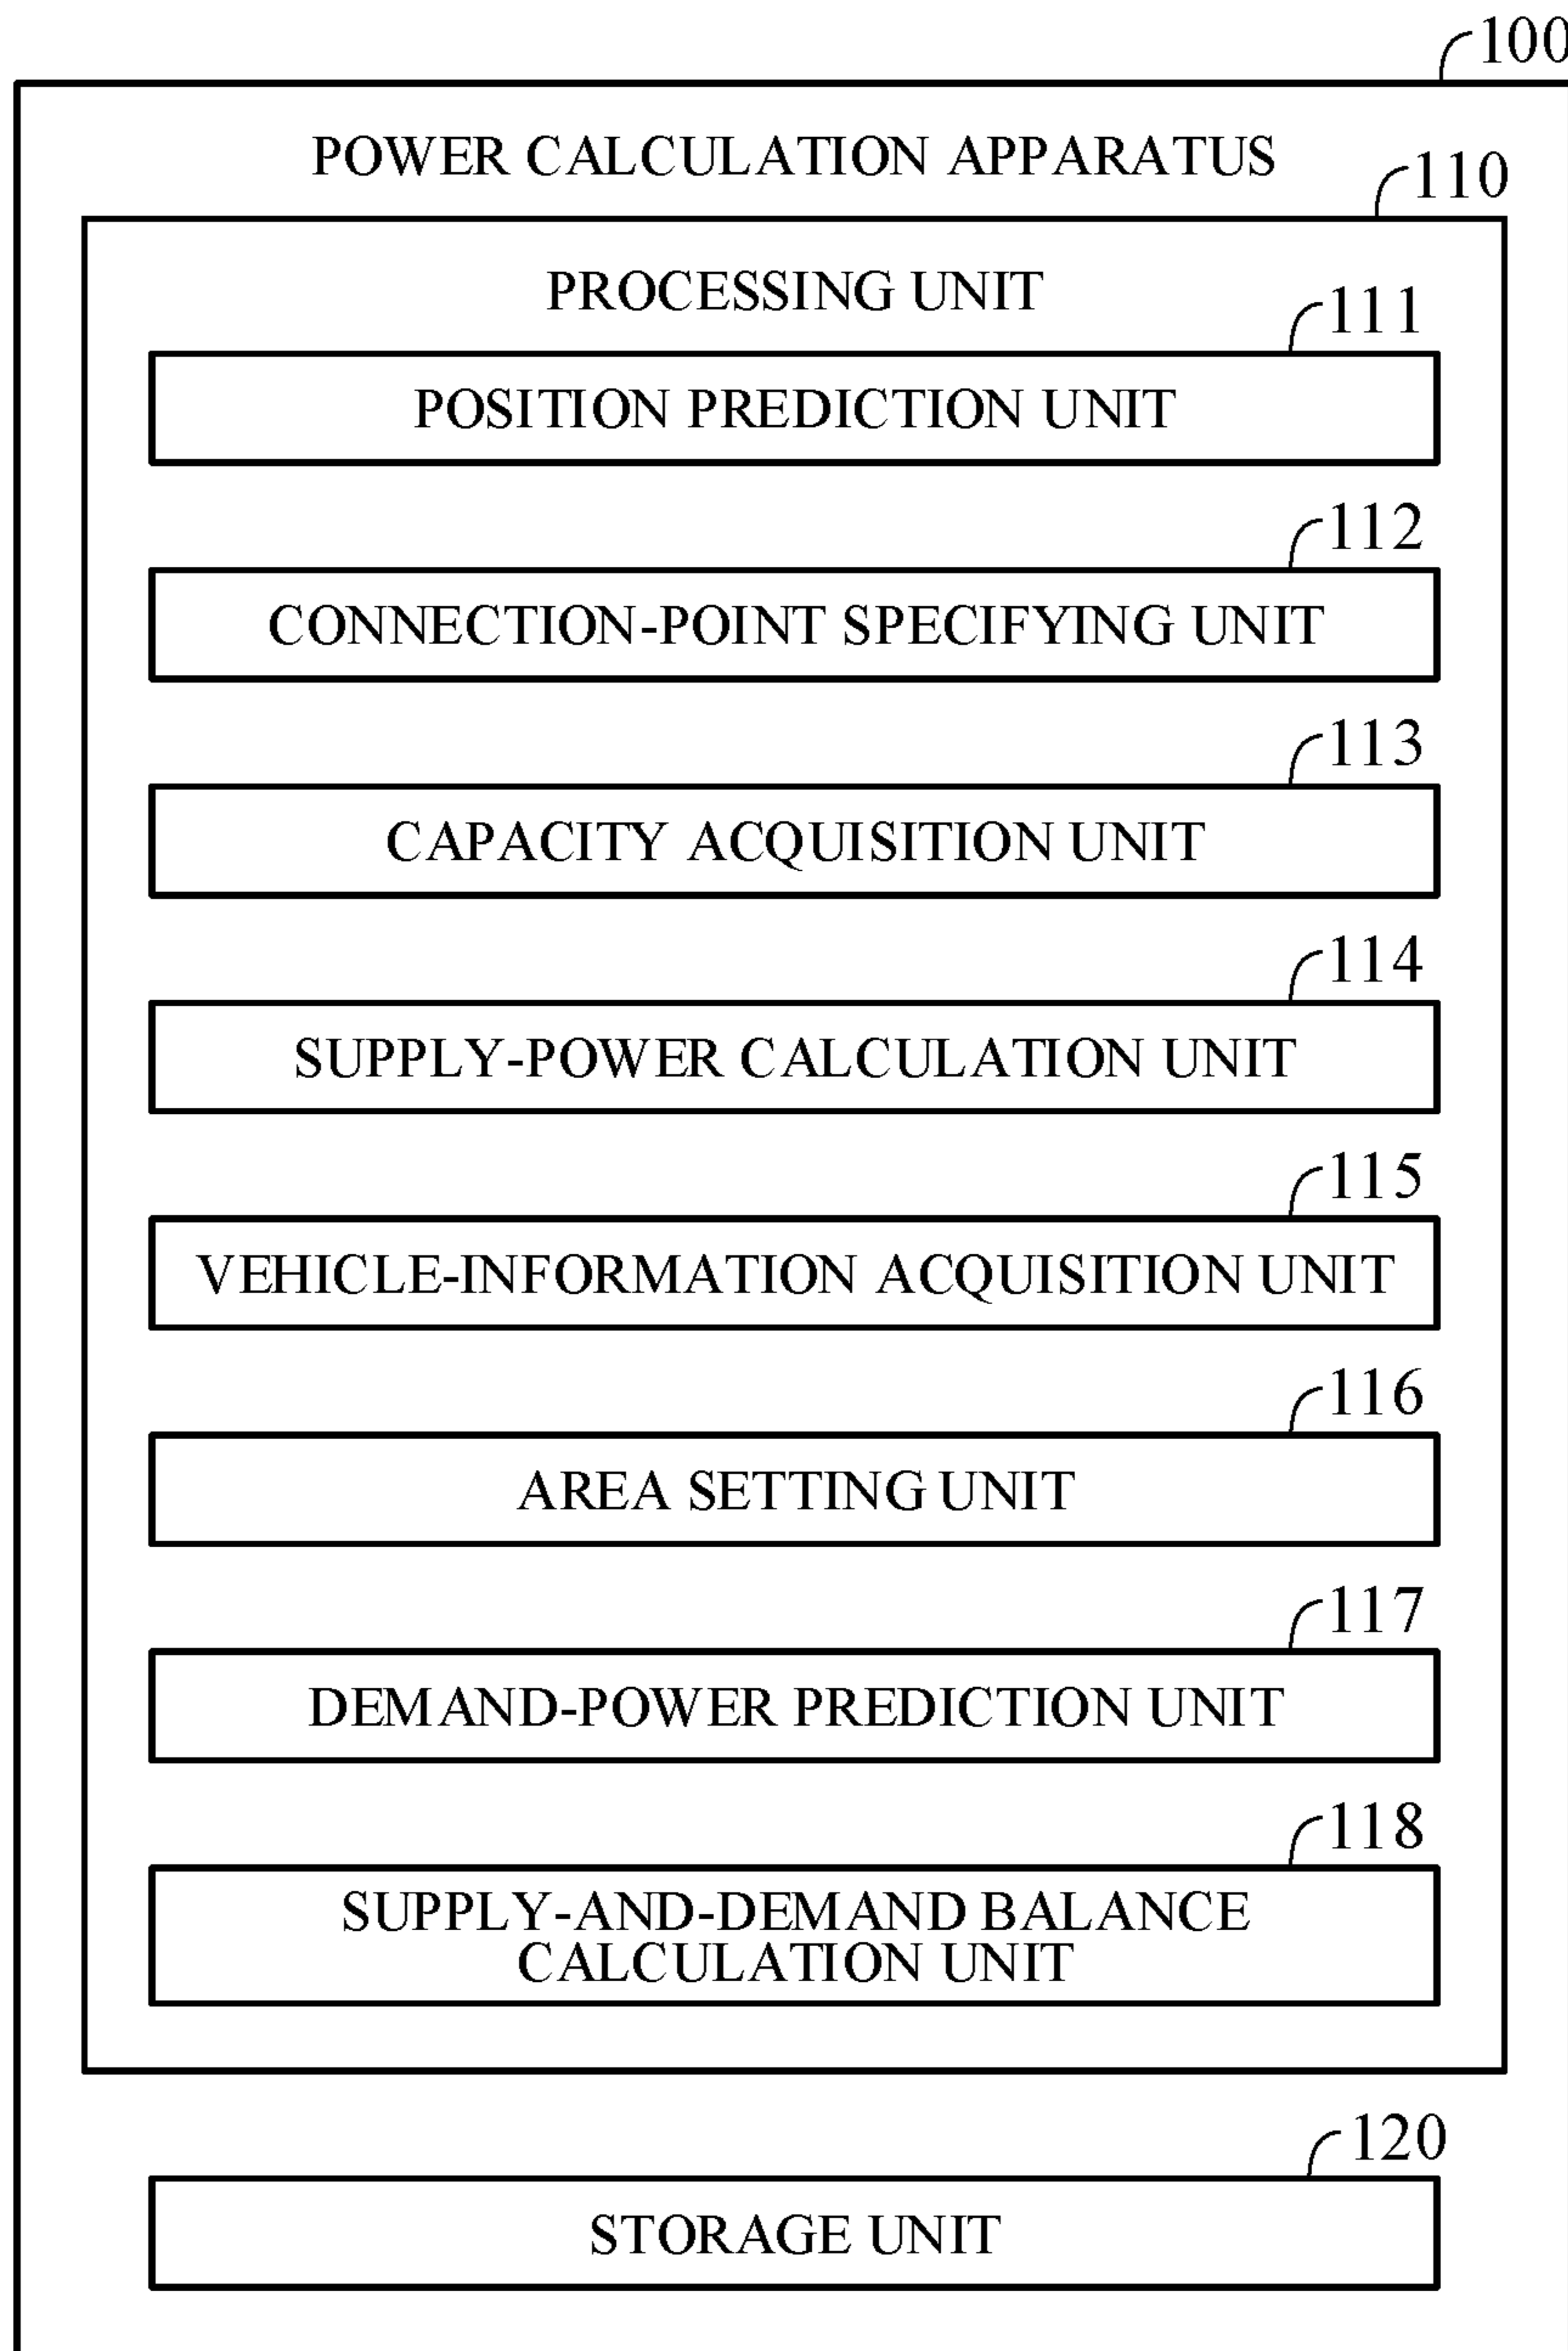 100
POWER CALCULATION APPARATUS
110
PROCESSING UNIT
111
POSITION PREDICTION UNIT
112
CONNECTION-POINT SPECIFYING UNIT
113
CAPACITY ACQUISITION UNIT
114
SUPPLY-POWER CALCULATION UNIT
115
VEHICLE-INFORMATION ACQUISITION UNIT
116
AREA SETTING UNIT
117
DEMAND-POWER PREDICTION UNIT
118
SUPPLY-AND-DEMAND BALANCE
CALCULATION UNIT
120
STORAGE UNIT